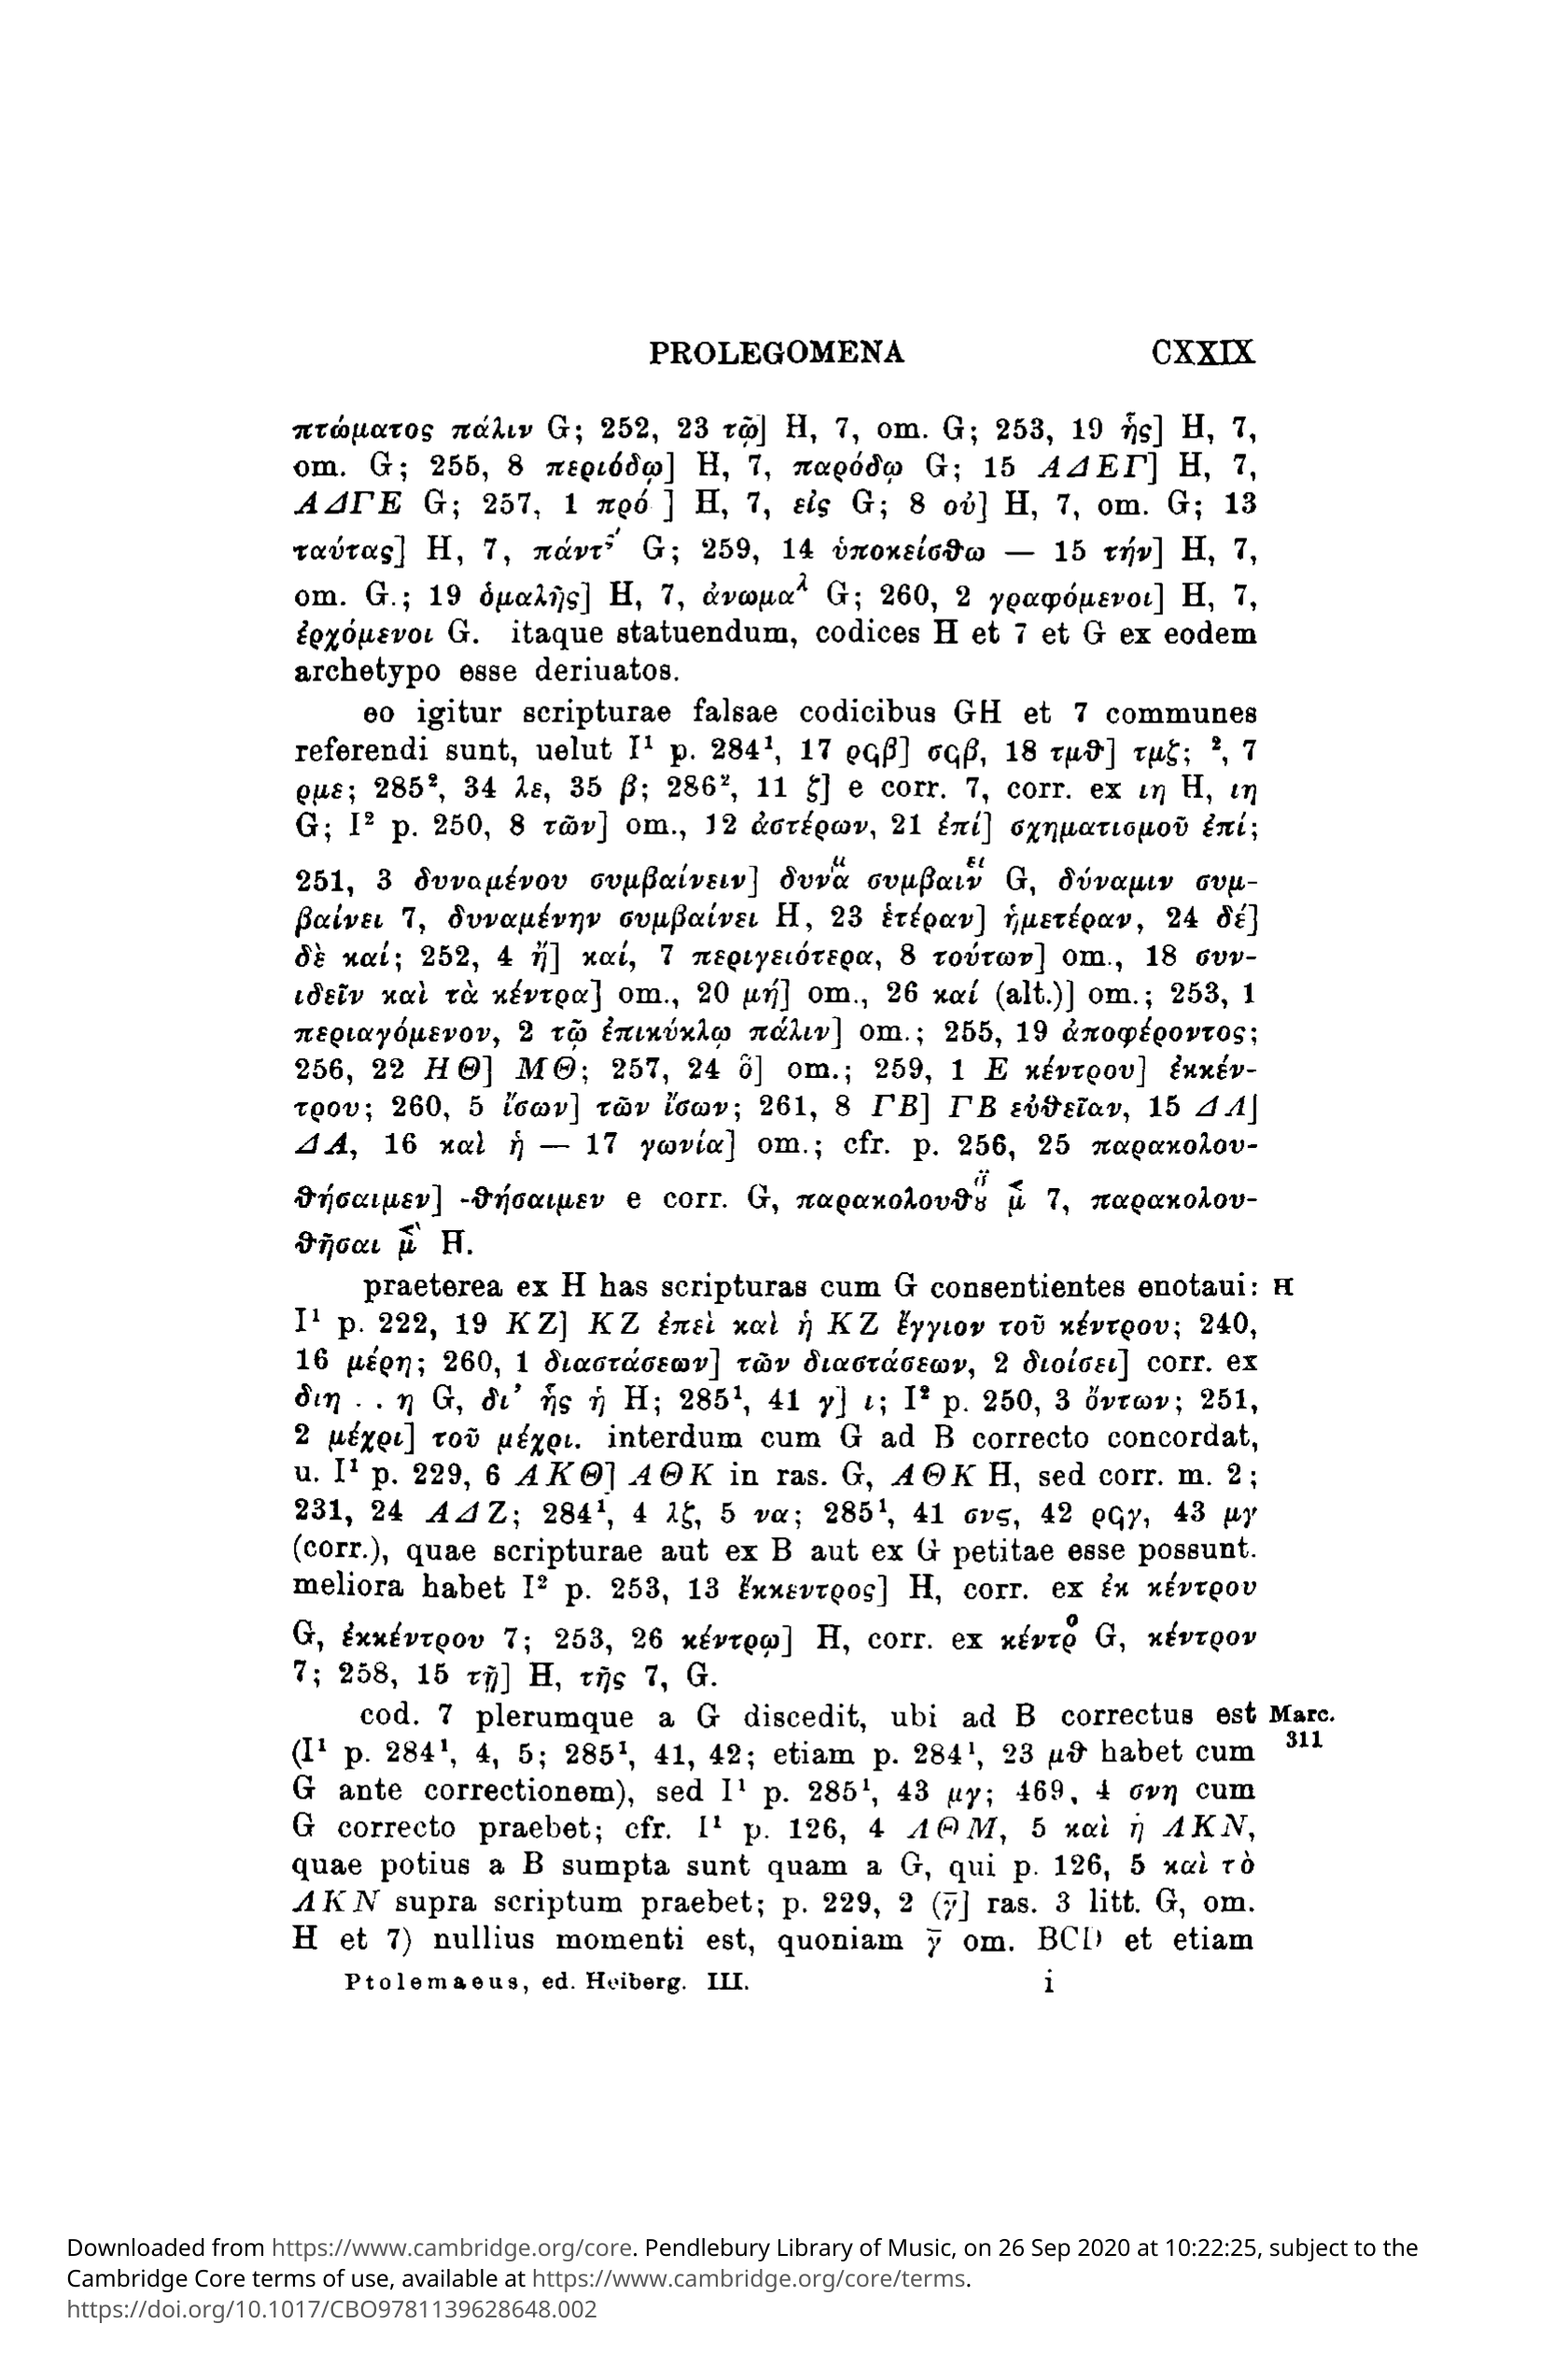 PROLEGOMENA CXXIX
πτώματος πάλιν G; 252, 23 τῷ] H, 7, om. G; 253, 19 ἧς] H, 7,
om. G; 255, 8 περιόδῳ] H, 7, παρόδῳ G; 15 ΑΔΕΓ] H, 7,
ΑΔΓΕ G; 257, 1 πρό ] H, 7, εἰς G; 8 οὐ] H, 7, om. G; 13
ταύτας] H, 7, G; 259, 14 ὑποκείσθω — 15 τήν] H, 7,
om. G.; 19 ὁμαλῆς] H, 7, ἀνωμαλ G; 260, 2 γραφόμενοι] H, 7,
ἐρχόμενοι G. itaque statuendum, codices H et 7 et G ex eodem
archetypo esse deriuatos.
eo igitur scripturae falsae codicibus GH et 7 communes
referendi sunt, uelut I¹ p. 284¹, 17 ρϟβ] σϟβ, 18 τμθ] τμζ; ², 7
ρμε; 285², 34 λε, 35 β; 286², 11 ζ] e corr. 7, corr. ex ιη H, ιη
G; I² p. 250, 8 τῶν] om., 12 ἀστέρων, 21 ἐπί] σχηματισμοῦ ἐπί;
251, 3 δυναμένου συμβαίνειν] G, δύναμιν συμ-
βαίνει 7, δυναμένην συμβαίνει H, 23 ἑτέραν] ἡμετέραν, 24 δέ]
δὲ καί; 252, 4 ἤ] καί, 7 περιγειότερα, 8 τούτων] om., 18 συν-
ιδεῖν καὶ τὰ κέντρα] om., 20 μή] om., 26 καί (alt.)] om.; 253, 1
περιαγόμενον, 2 τῷ ἐπικύκλῳ πάλιν] om.; 255, 19 ἀποφέροντος;
256, 22 ΗΘ] ΜΘ; 257, 24 ὅ] om.; 259, 1 Ε κέντρου] ἐκκέν-
τρου; 260, 5 ἴσων] τῶν ἴσων; 261, 8 ΓΒ] ΓΒ εὐθεῖαν, 15 ΔΛ]
ΔΑ, 16 καὶ ἡ — 17 γωνία] om.; cfr. p. 256, 25 παρακολου-
θήσαιμεν] -θήσαιμεν e corr. G, 7, παρακολου-
θῆσαι H.
praeterea ex H has scripturas cum G consentientes enotaui: H
I¹ p. 222, 19 ΚΖ] ΚΖ ἐπεὶ καὶ ἡ ΚΖ ἔγγιον τοῦ κέντρου; 240,
16 μέρη; 260, 1 διαστάσεων] τῶν διαστάσεων, 2 διοίσει] corr. ex
διη . . η G, δι’ ἧς ἡ H; 285¹, 41 γ] ι; I² p. 250, 3 ὄντων; 251,
2 μέχρι] τοῦ μέχρι. interdum cum G ad B correcto concordat,
u. I¹ p. 229, 6 ΑΚΘ] ΑΘΚ in ras. G, ΑΘΚ H, sed corr. m. 2;
231, 24 ΑΔΖ; 284¹, 4 λζ, 5 να; 285¹, 41 σνς, 42 ρϟγ, 43 μγ
(corr.), quae scripturae aut ex B aut ex G petitae esse possunt.
meliora habet I² p. 253, 13 ἔκκεντρος] H, corr. ex ἐκ κέντρου
G, ἐκκέντρου 7; 253, 26 κέντρῳ] H, corr. ex κέντρο G, κέντρον
7; 258, 15 τῇ] H, τῆς 7, G.
cod. 7 plerumque a G discedit, ubi ad B correctus est Marc. 311
(I¹ p. 284¹, 4, 5; 285¹, 41, 42; etiam p. 284¹, 23 μθ habet cum
G ante correctionem), sed I¹ p. 285¹, 43 μγ; 469, 4 σνη cum
G correcto praebet; cfr. I¹ p. 126, 4 ΛΘΜ, 5 καὶ ἡ ΛΚΝ,
quae potius a B sumpta sunt quam a G, qui p. 126, 5 καὶ τὸ
ΛΚΝ supra scriptum praebet; p. 229, 2 (γ̄] ras. 3 litt. G, om.
H et 7) nullius momenti est, quoniam γ̄ om. BCD et etiam
Ptolemaeus, ed. Heiberg. III. i
Downloaded from https://www.cambridge.org/core. Pendlebury Library of Music, on 26 Sep 2020 at 10:22:25, subject to the
Cambridge Core terms of use, available at https://www.cambridge.org/core/terms.
https://doi.org/10.1017/CBO9781139628648.002